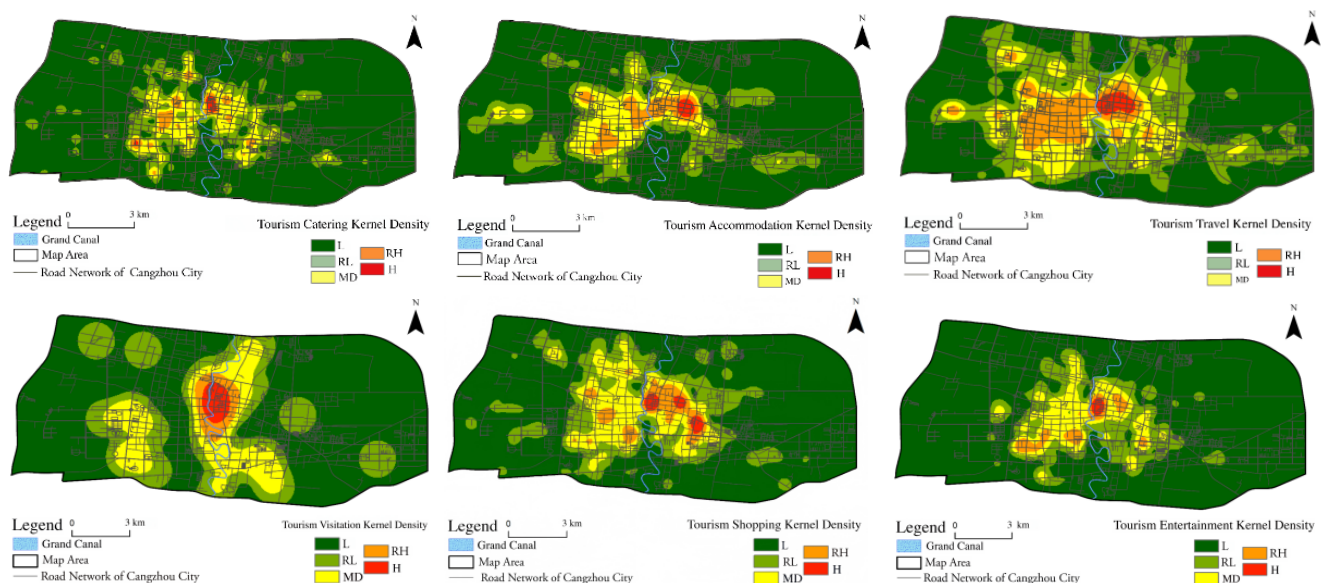 N
N
N
Legend
0
3 km
Tourism Catering Kernel Density
Grand Canal
Map Area
Road Network of Cangzhou City
L
RL
MD
RH
H
Legend
0
3 km
Tourism Accommodation Kernel Density
Grand Canal
Map Area
Road Network of Cangzhou City
L
RL
MD
RH
H
Legend
0
3 km
Tourism Travel Kernel Density
Grand Canal
Map Area
Road Network of Cangzhou City
L
RL
MD
RH
H
N
N
N
Legend
0
3 km
Tourism Visitation Kernel Density
Grand Canal
Map Area
Road Network of Cangzhou City
L
RL
MD
RH
H
Legend
0
3 km
Tourism Shopping Kernel Density
Grand Canal
Map Area
Road Network of Cangzhou City
L
RL
MD
RH
H
Legend
0
3 km
Tourism Entertainment Kernel Density
Grand Canal
Map Area
Road Network of Cangzhou City
L
RL
MD
RH
H